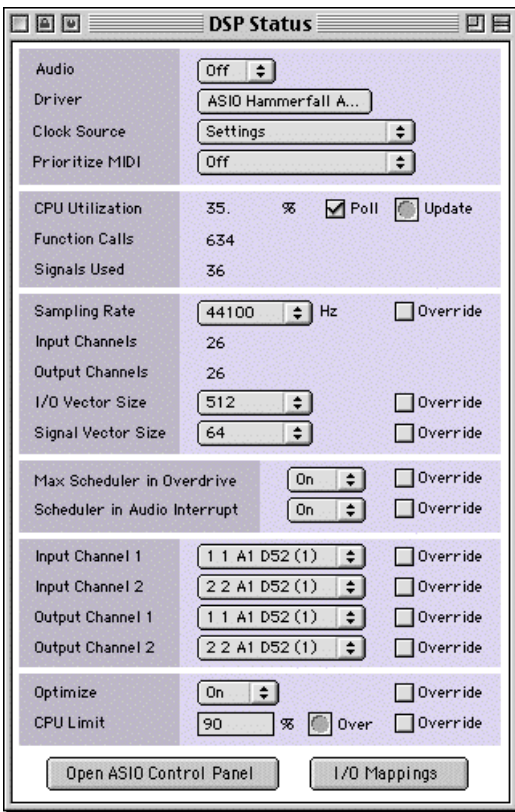 DSP Status
Audio Off
Driver ASIO Hammerfall A...
Clock Source Settings
Prioritize MIDI Off
CPU Utilization 35. % Poll Update
Function Calls 634
Signals Used 36
Sampling Rate 44100 Hz Override
Input Channels 26
Output Channels 26
I/O Vector Size 512 Override
Signal Vector Size 64 Override
Max Scheduler in Overdrive On Override
Scheduler in Audio Interrupt On Override
Input Channel 1 1 1 A1 D52 (1) Override
Input Channel 2 2 2 A1 D52 (1) Override
Output Channel 1 1 1 A1 D52 (1) Override
Output Channel 2 2 2 A1 D52 (1) Override
Optimize On Override
CPU Limit 90 % Over Override
Open ASIO Control Panel I/O Mappings